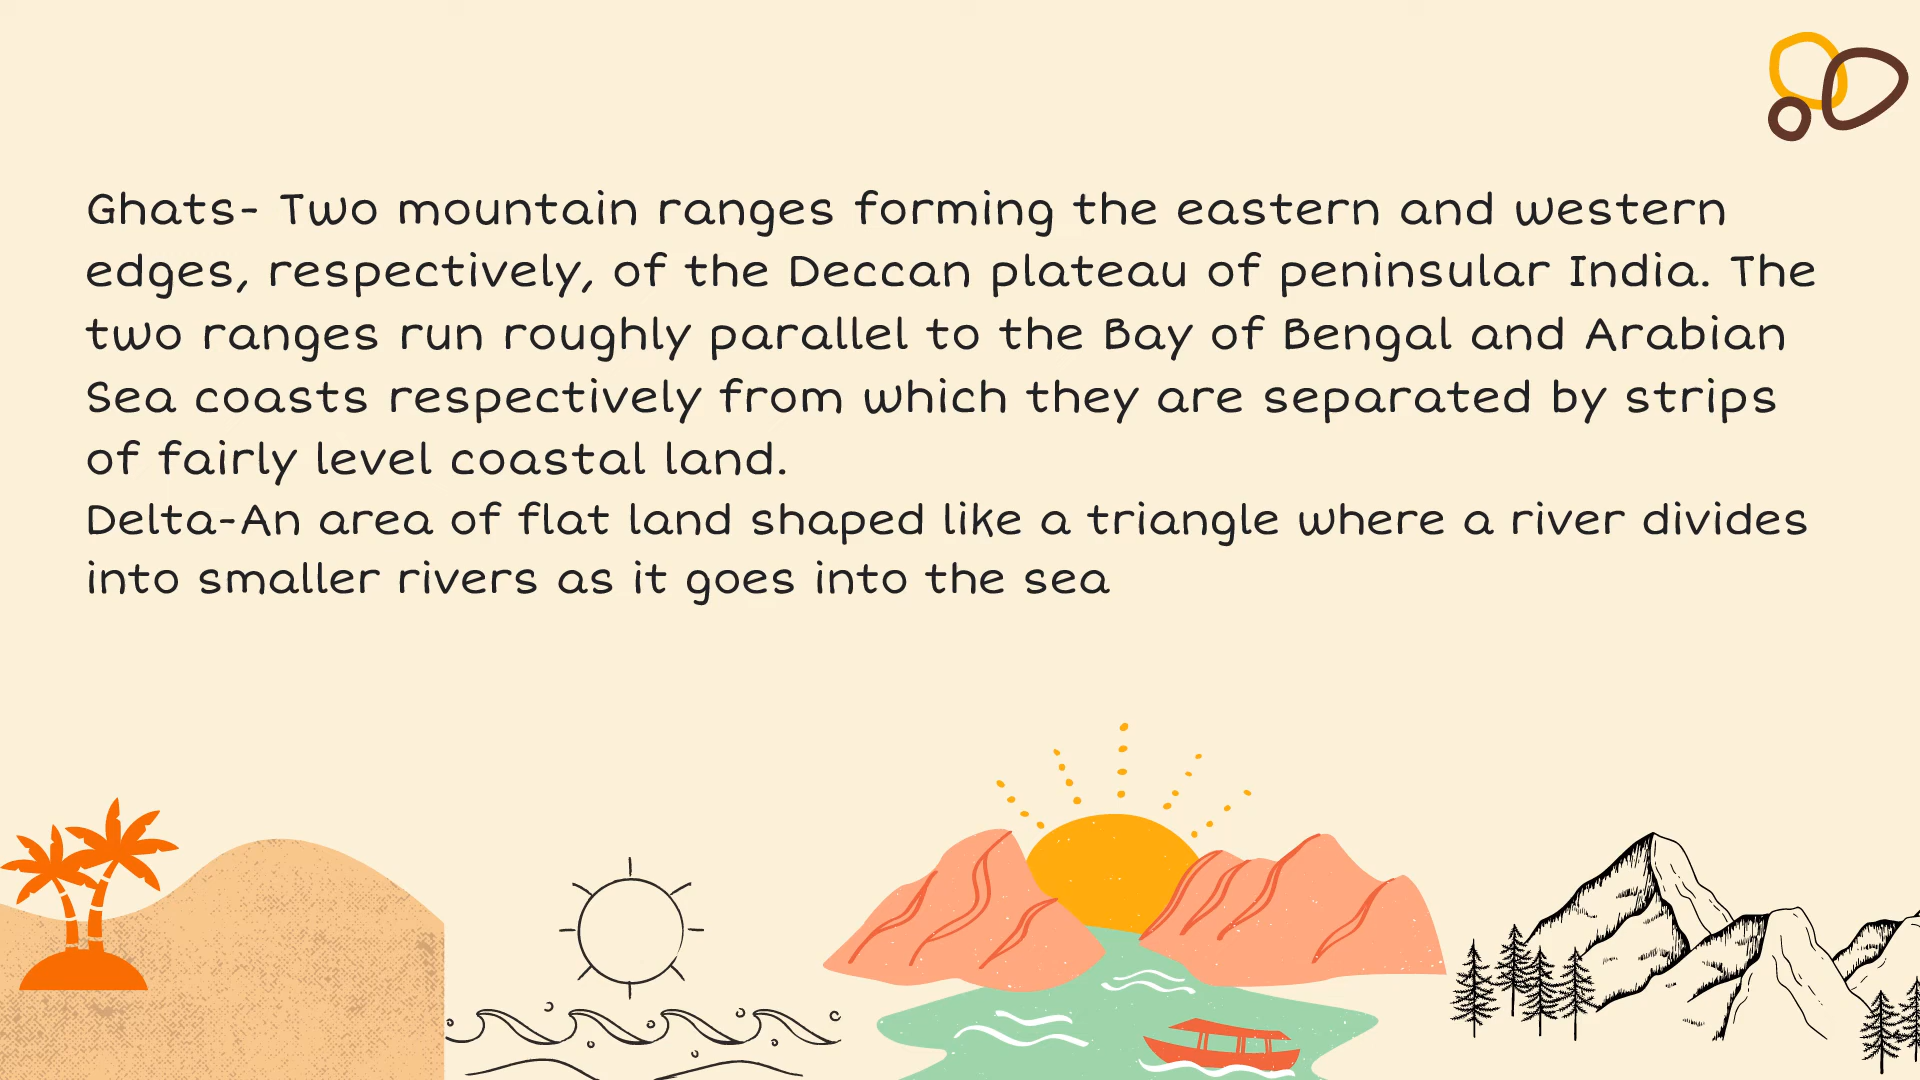 Ghats- Two mountain ranges forming the eastern and western
edges, respectively, of the Deccan plateau of peninsular India. The
two ranges run roughly parallel to the Bay of Bengal and Arabian
Sea coasts respectively from which they are separated by strips
of fairly level coastal land.
Delta-An area of flat land shaped like a triangle where a river divides
into smaller rivers as it goes into the sea